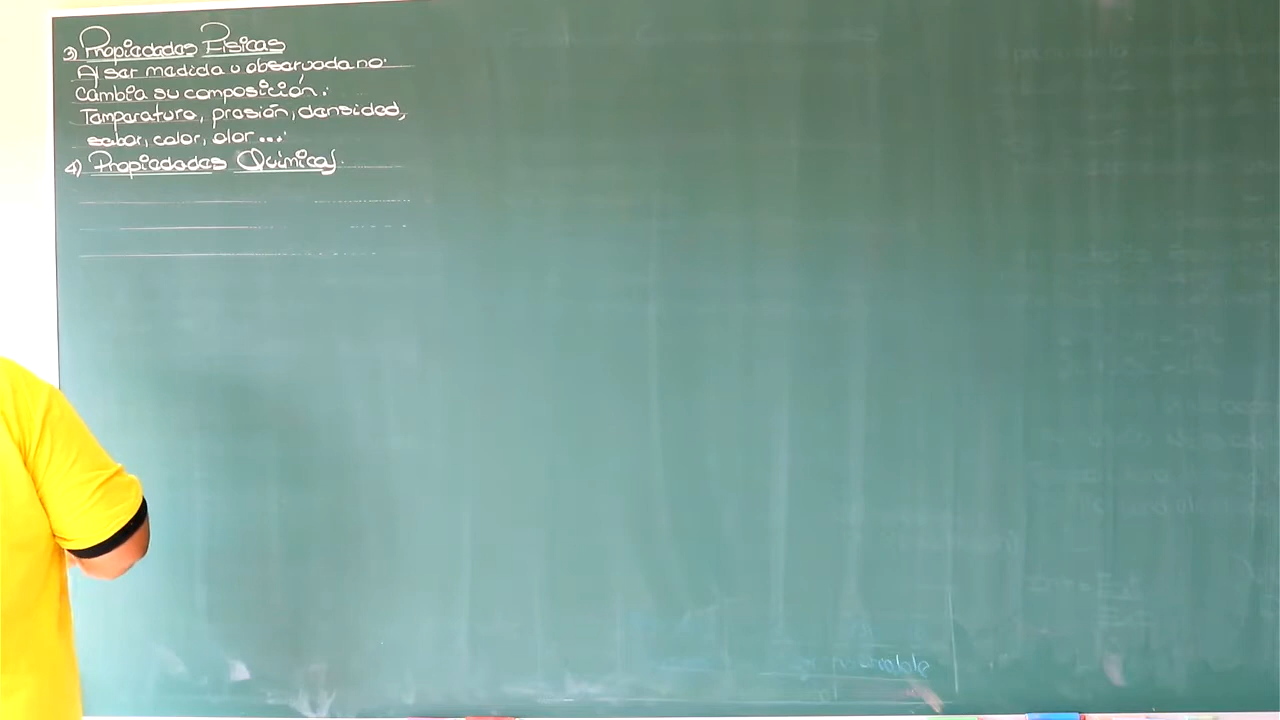 3) Propiedades Físicas
Al ser medida u observada no
cambia su composición.
Temperatura, presión, densidad,
sabor, color, olor...
4) Propiedades Químicas.